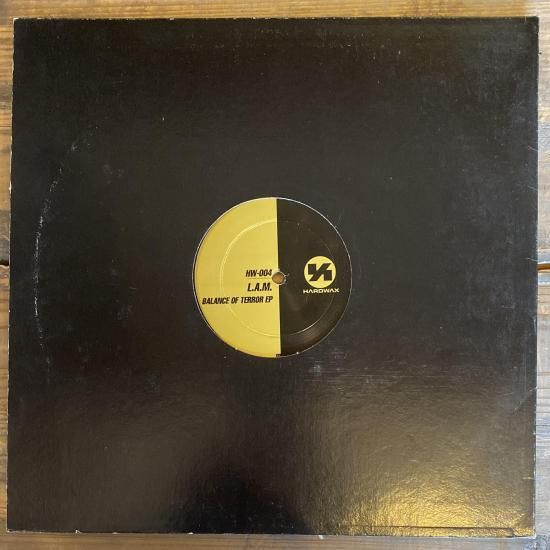 HW-004
L.A.M.
BALANCE OF TERROR EP
HARDWAX